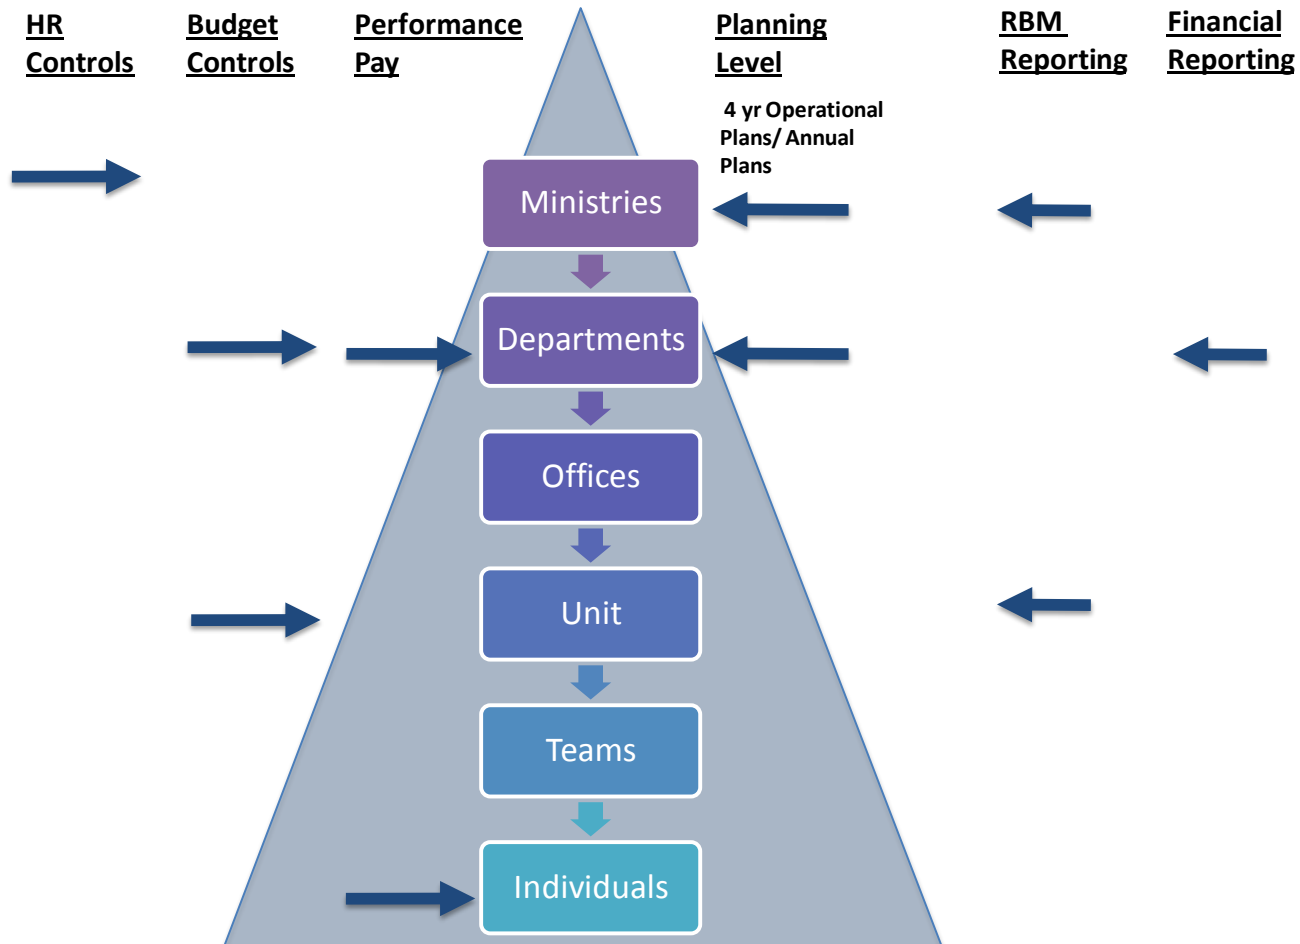 HR
Controls
Budget
Controls
Performance
Pay
Planning
Level
RBM
Reporting
Financial
Reporting
4 yr Operational
Plans/ Annual
Plans
Ministries
Departments
Offices
Unit
Teams
Individuals